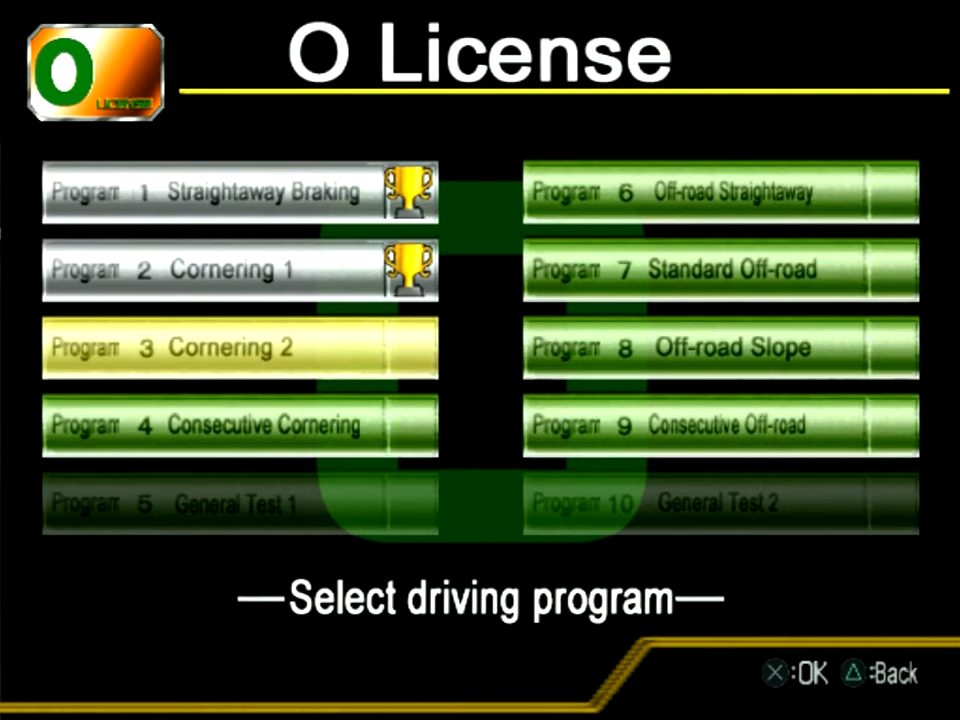 O License
O
LICENSE
Program 1 Straightaway Braking
Program 2 Cornering 1
Program 3 Cornering 2
Program 4 Consecutive Cornering
Program 5 General Test 1
Program 6 Off-road Straightaway
Program 7 Standard Off-road
Program 8 Off-road Slope
Program 9 Consecutive Off-road
Program 10 General Test 2
—Select driving program—
:OK :Back